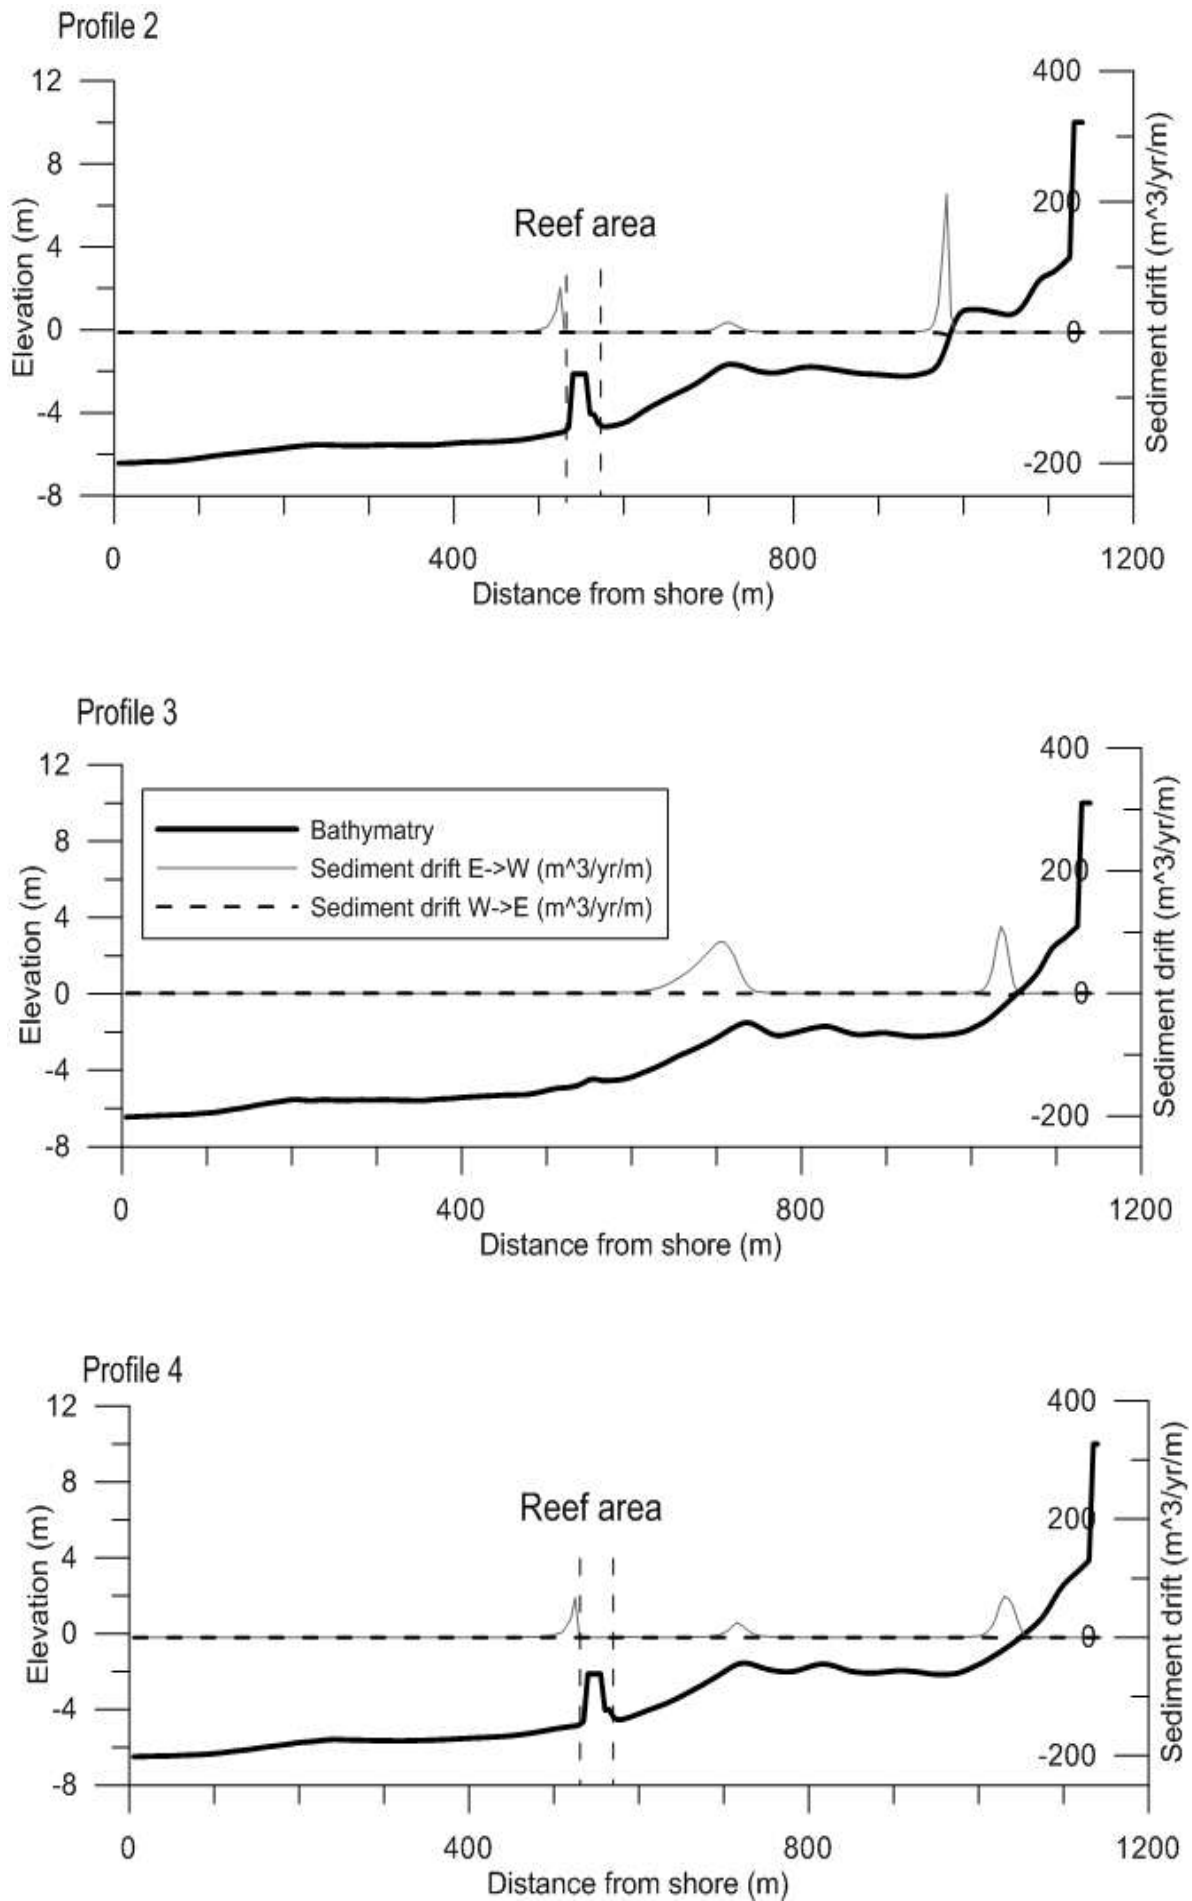 Profile 2
12
8
4
0
-4
-8
Elevation (m)
Reef area
400
200
0
-200
Sediment drift (m^3/yr/m)
0
400
800
1200
Distance from shore (m)
Profile 3
12
8
4
0
-4
-8
Elevation (m)
Bathymatry
Sediment drift E->W (m^3/yr/m)
Sediment drift W->E (m^3/yr/m)
400
200
0
-200
Sediment drift (m^3/yr/m)
0
400
800
1200
Distance from shore (m)
Profile 4
12
8
4
0
-4
-8
Elevation (m)
Reef area
400
200
0
-200
Sediment drift (m^3/yr/m)
0
400
800
1200
Distance from shore (m)